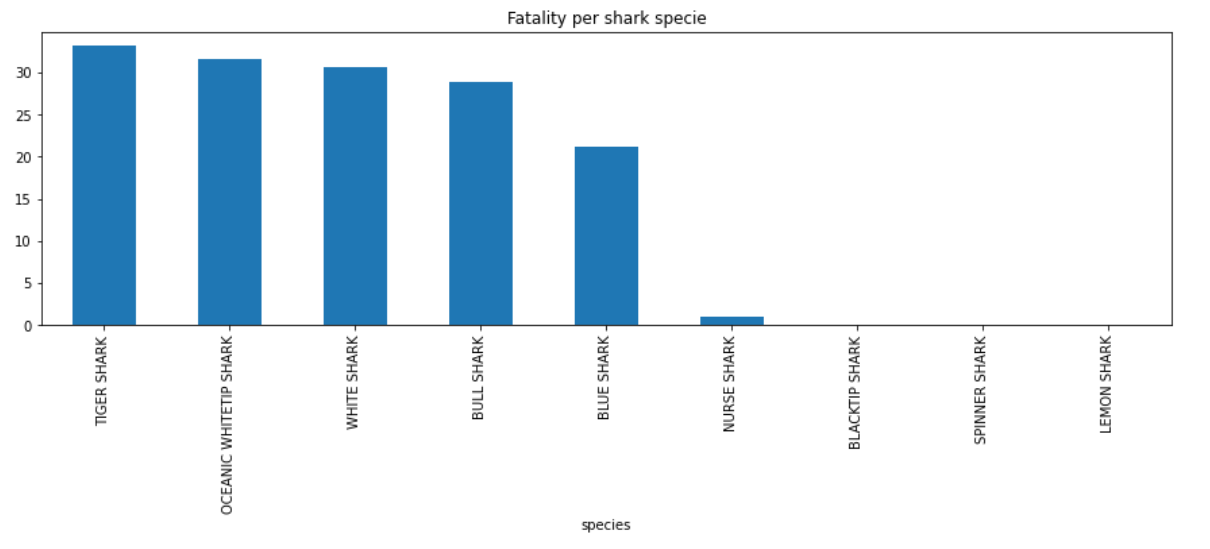 Fatality per shark specie
30
25
20
15
10
5
0
TIGER SHARK
OCEANIC WHITETIP SHARK
WHITE SHARK
BULL SHARK
BLUE SHARK
NURSE SHARK
BLACKTIP SHARK
SPINNER SHARK
LEMON SHARK
species